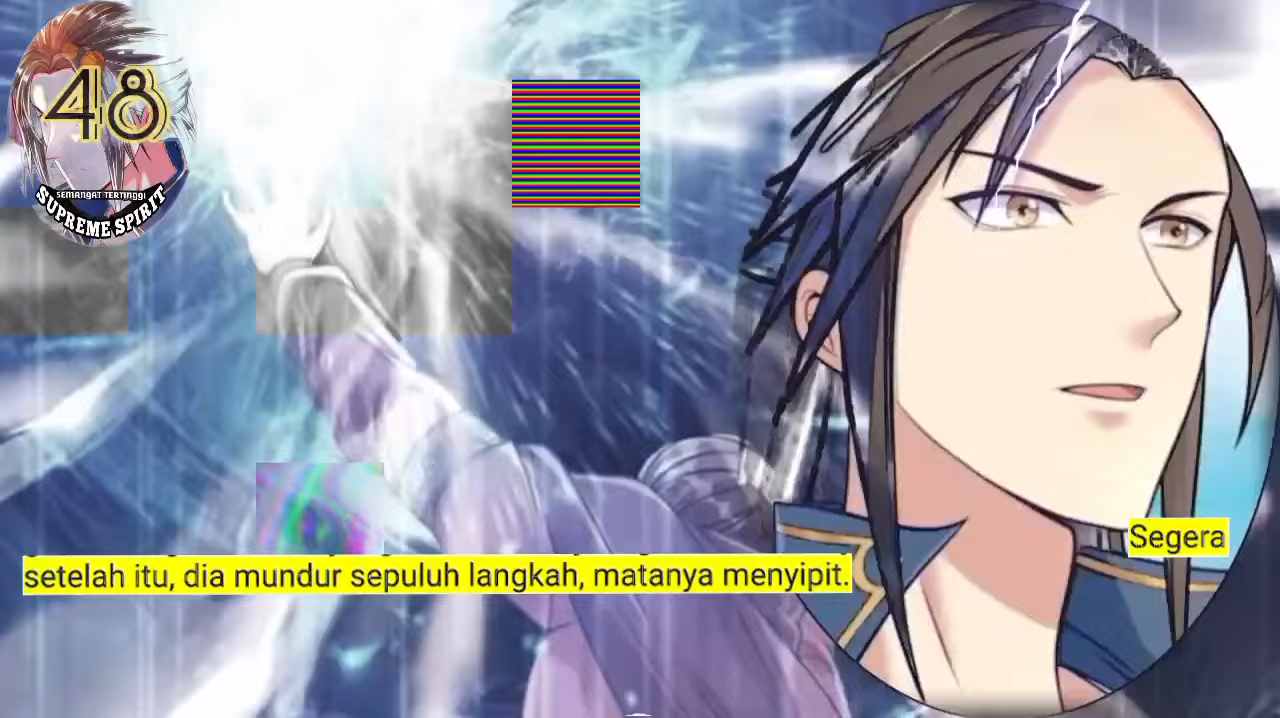 48
SEMANGAT TERTINGGI
SUPREME SPIRIT
Segera
setelah itu, dia mundur sepuluh langkah, matanya menyipit.